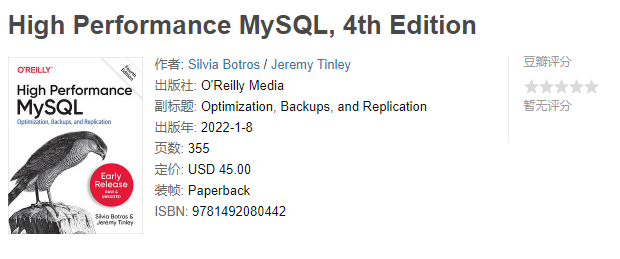 High Performance MySQL, 4th Edition
O'REILLY
Fourth
Edition
High Performance
MySQL
Optimization, Backups, and Replication
Early
Release
RAW &
UNEDITED
Silvia Botros &
Jeremy Tinley
作者: Silvia Botros / Jeremy Tinley
出版社: O'Reilly Media
副标题: Optimization, Backups, and Replication
出版年: 2022-1-8
页数: 355
定价: USD 45.00
装帧: Paperback
ISBN: 9781492080442
豆瓣评分
暂无评分